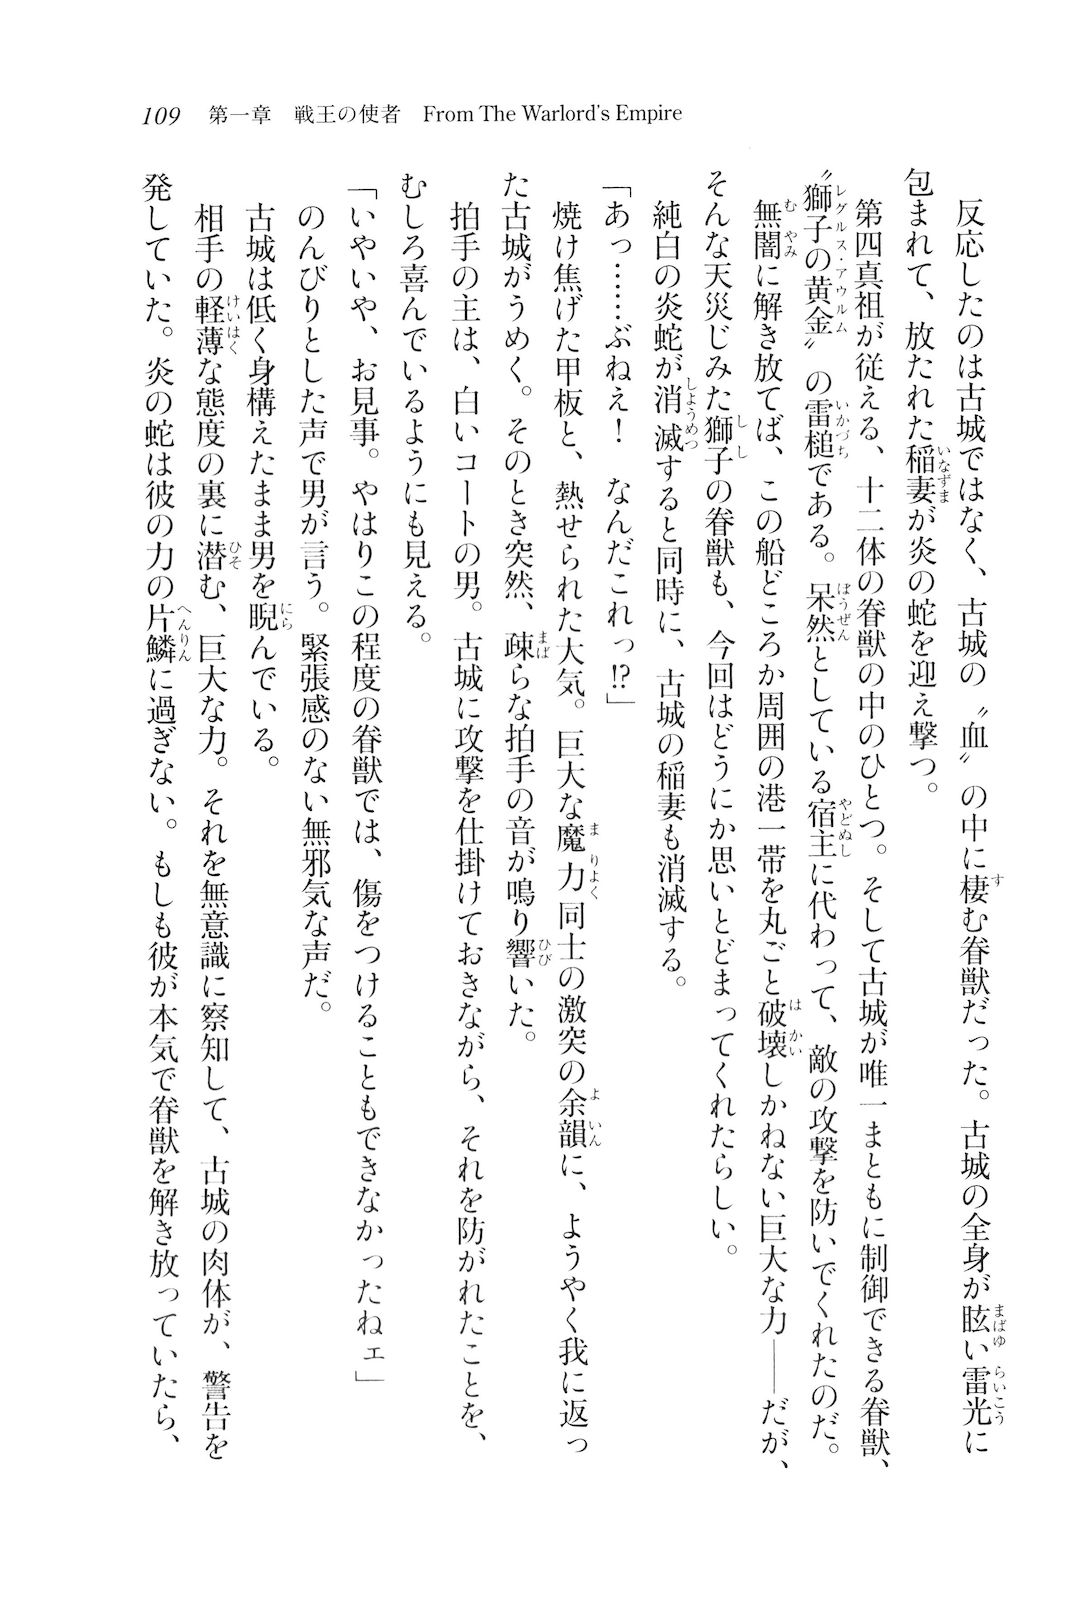 109　第一章　戦王の使者　From The Warlord's Empire
　反応したのは古城ではなく、古城の〝血〟の中に棲む眷獣だった。古城の全身が眩い雷光に
包まれて、放たれた稲妻が炎の蛇を迎え撃つ。
　第四真祖が従える、十二体の眷獣の中のひとつ。そして古城が唯一まともに制御できる眷獣、
〝獅子の黄金〟の雷槌である。呆然としている宿主に代わって、敵の攻撃を防いでくれたのだ。
　無闇に解き放てば、この船どころか周囲の港一帯を丸ごと破壊しかねない巨大な力――だが、
そんな天災じみた獅子の眷獣も、今回はどうにか思いとどまってくれたらしい。
　純白の炎蛇が消滅すると同時に、古城の稲妻も消滅する。
「あっ……ぶねえ！　なんだこれっ!?」
　焼け焦げた甲板と、熱せられた大気。巨大な魔力同士の激突の余韻に、ようやく我に返っ
た古城がうめく。そのとき突然、疎らな拍手の音が鳴り響いた。
　拍手の主は、白いコートの男。古城に攻撃を仕掛けておきながら、それを防がれたことを、
むしろ喜んでいるようにも見える。
「いやいや、お見事。やはりこの程度の眷獣では、傷をつけることもできなかったねェ」
　のんびりとした声で男が言う。緊張感のない無邪気な声だ。
　古城は低く身構えたまま男を睨んでいる。
　相手の軽薄な態度の裏に潜む、巨大な力。それを無意識に察知して、古城の肉体が、警告を
発していた。炎の蛇は彼の力の片鱗に過ぎない。もしも彼が本気で眷獣を解き放っていたら、